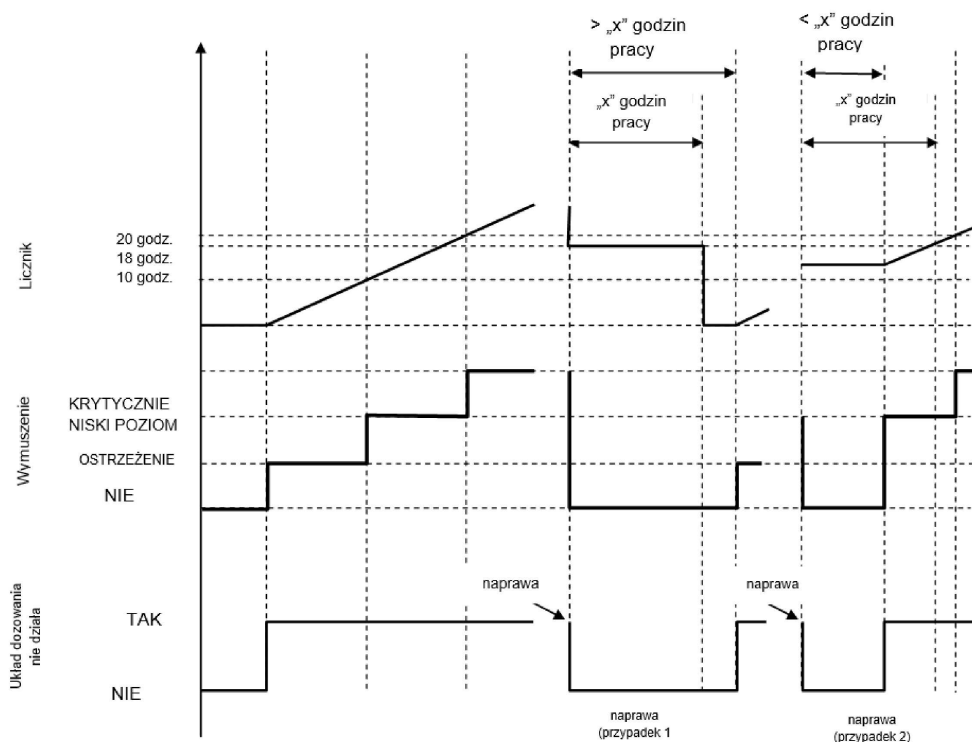 > „x” godzin
pracy
< „x” godzin
pracy
„x” godzin
pracy
„x” godzin
pracy
Licznik
20 godz.
18 godz.
10 godz.
Wymuszenie
KRYTYCZNIE
NISKI POZIOM
OSTRZEŻENIE
NIE
Układ dozowania
nie działa
TAK
NIE
naprawa
naprawa
naprawa
(przypadek 1
naprawa
(przypadek 2)